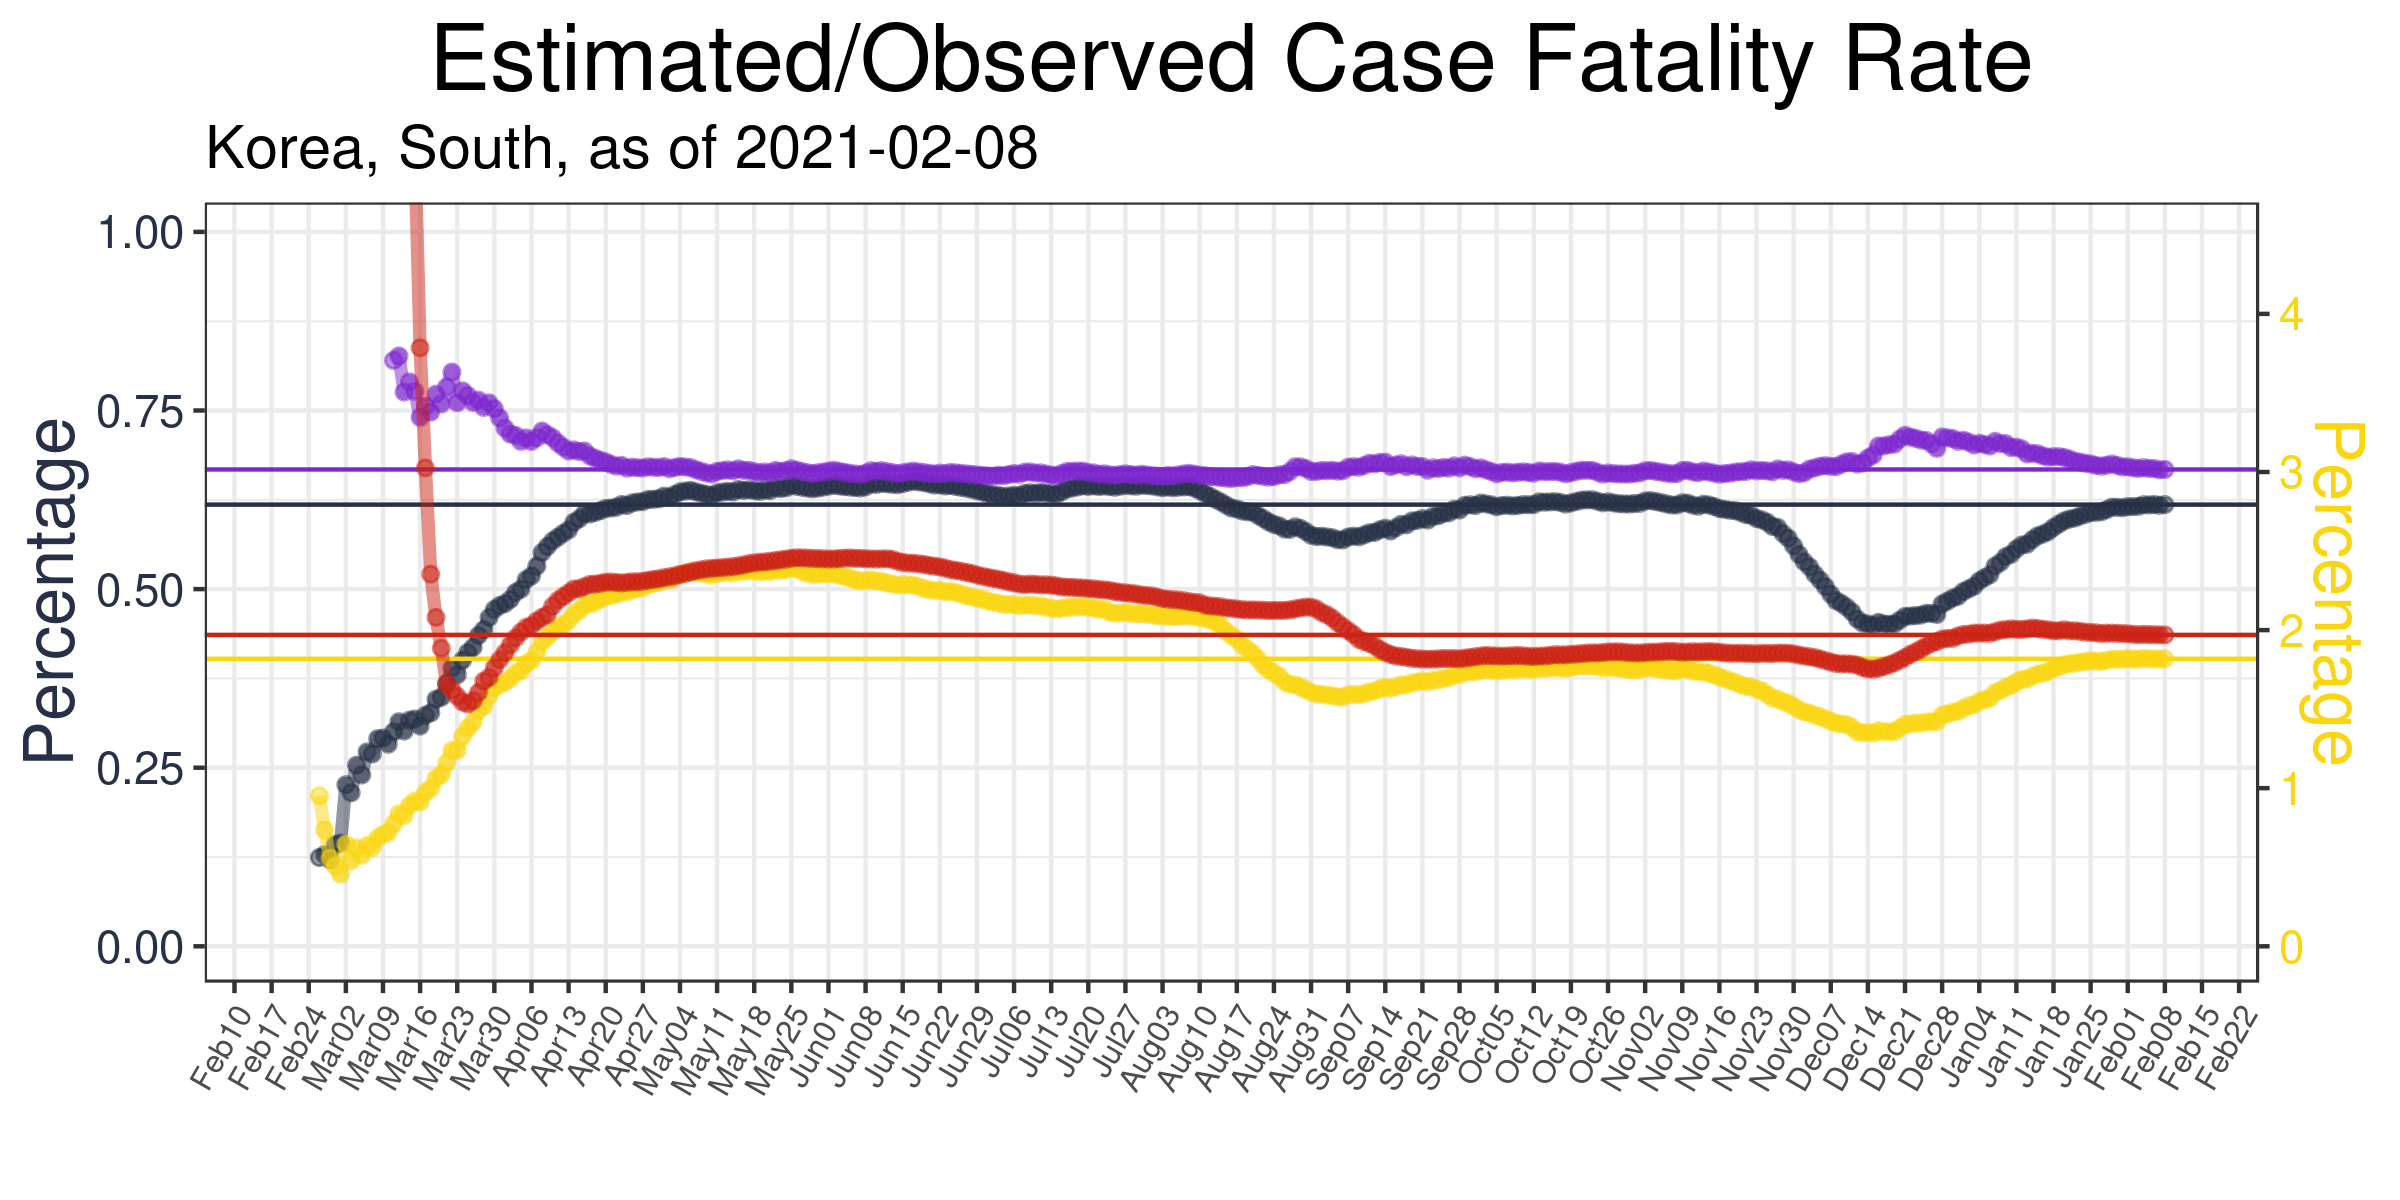 Estimated/Observed Case Fatality Rate
Korea, South, as of 2021-02-08
Percentage
1.00
0.75
0.50
0.25
0.00
4
3
2
1
0
Percentage
Feb10
Feb17
Feb24
Mar02
Mar09
Mar16
Mar23
Mar30
Apr06
Apr13
Apr20
Apr27
May04
May11
May18
May25
Jun01
Jun08
Jun15
Jun22
Jun29
Jul06
Jul13
Jul20
Jul27
Aug03
Aug10
Aug17
Aug24
Aug31
Sep07
Sep14
Sep21
Sep28
Oct05
Oct12
Oct19
Oct26
Nov02
Nov09
Nov16
Nov23
Nov30
Dec07
Dec14
Dec21
Dec28
Jan04
Jan11
Jan18
Jan25
Feb01
Feb08
Feb15
Feb22